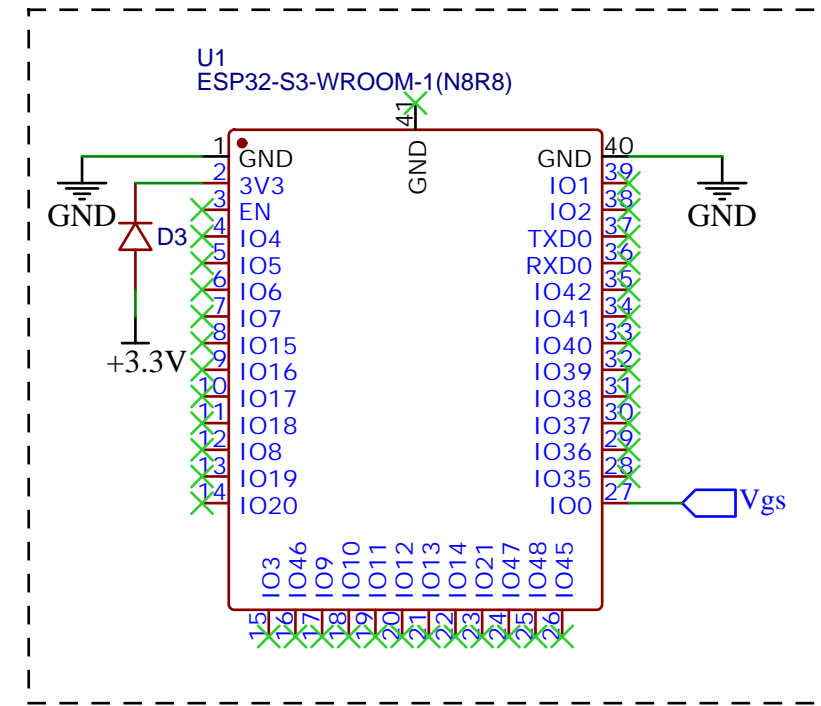 U1
ESP32-S3-WROOM-1(N8R8)
41
GND
1
GND
2
3V3
3
EN
4
IO4
5
IO5
6
IO6
7
IO7
8
IO15
9
IO16
10
IO17
11
IO18
12
IO8
13
IO19
14
IO20
GND
D3
+3.3V
40
GND
39
IO1
38
IO2
37
TXD0
36
RXD0
35
IO42
34
IO41
33
IO40
32
IO39
31
IO38
30
IO37
29
IO36
28
IO35
27
IO0
GND
Vgs
IO3
IO46
IO9
IO10
IO11
IO12
IO13
IO14
IO21
IO47
IO48
IO45
15
16
17
18
19
20
21
22
23
24
25
26